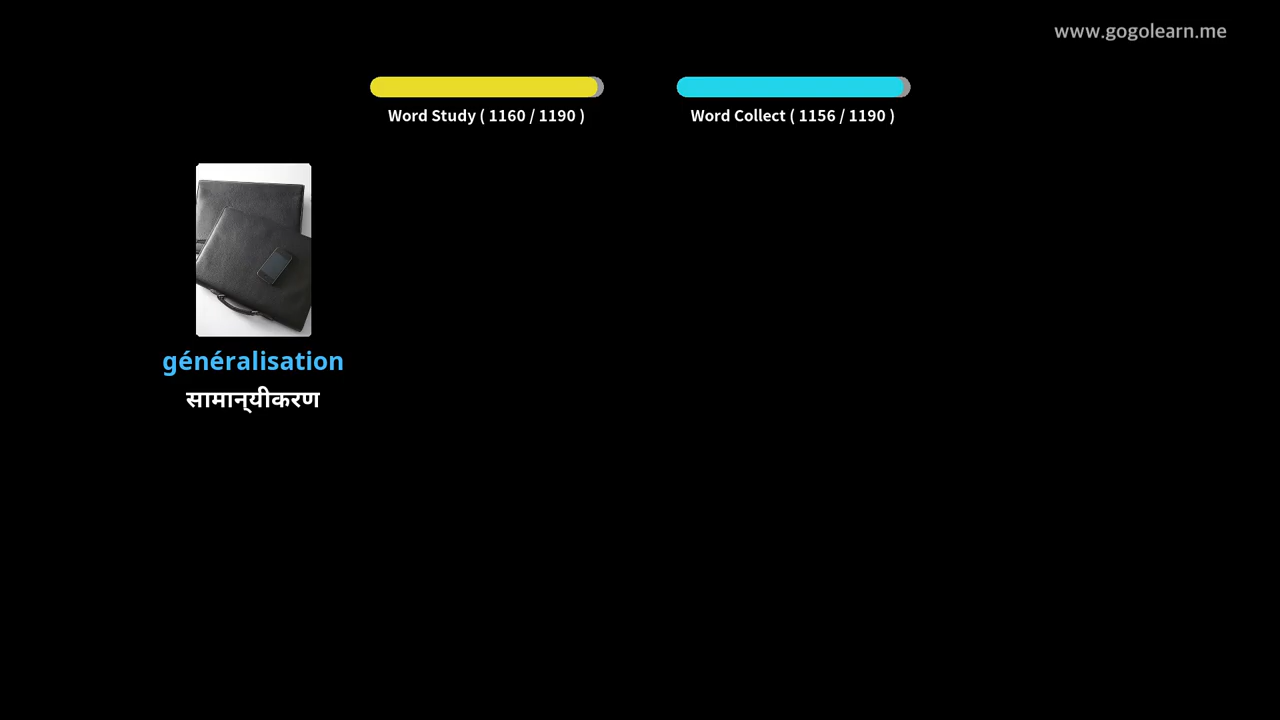 www.gogolearn.me
Word Study ( 1160 / 1190 )
Word Collect ( 1156 / 1190 )
généralisation
सामान्यीकरण